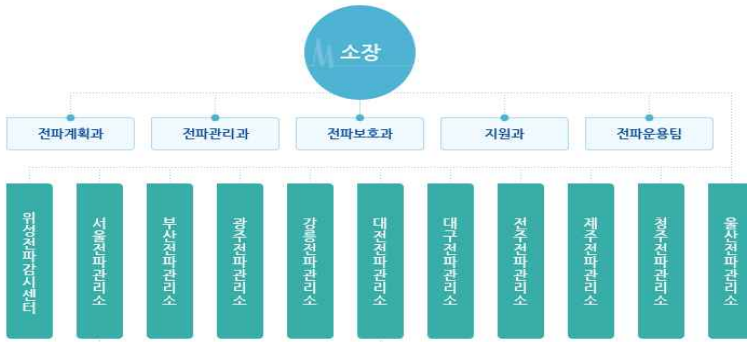 소장
전파계획과
전파관리과
전파보호과
지원과
전파운용팀
위성전파감시센터
서울전파관리소
부산전파관리소
광주전파관리소
강릉전파관리소
대전전파관리소
대구전파관리소
전주전파관리소
제주전파관리소
청주전파관리소
울산전파관리소